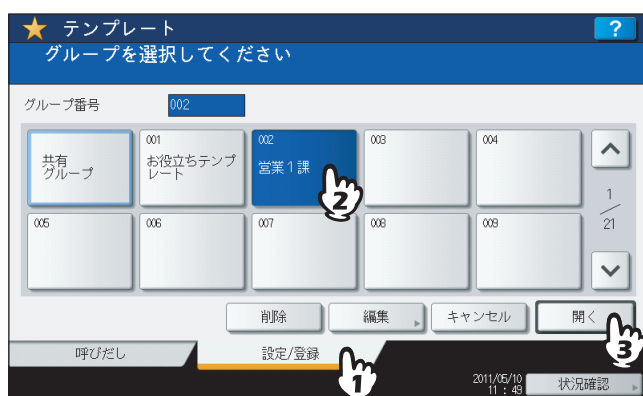 テンプレート
?
グループを選択してください
グループ番号
002
共有
グループ
001
お役立ちテンプ
レート
002
営業1課
003
004
1
21
005
006
007
008
009
削除
編集
キャンセル
開く
呼びだし
設定/登録
2011/05/10
11 : 49
状況確認
1
2
3